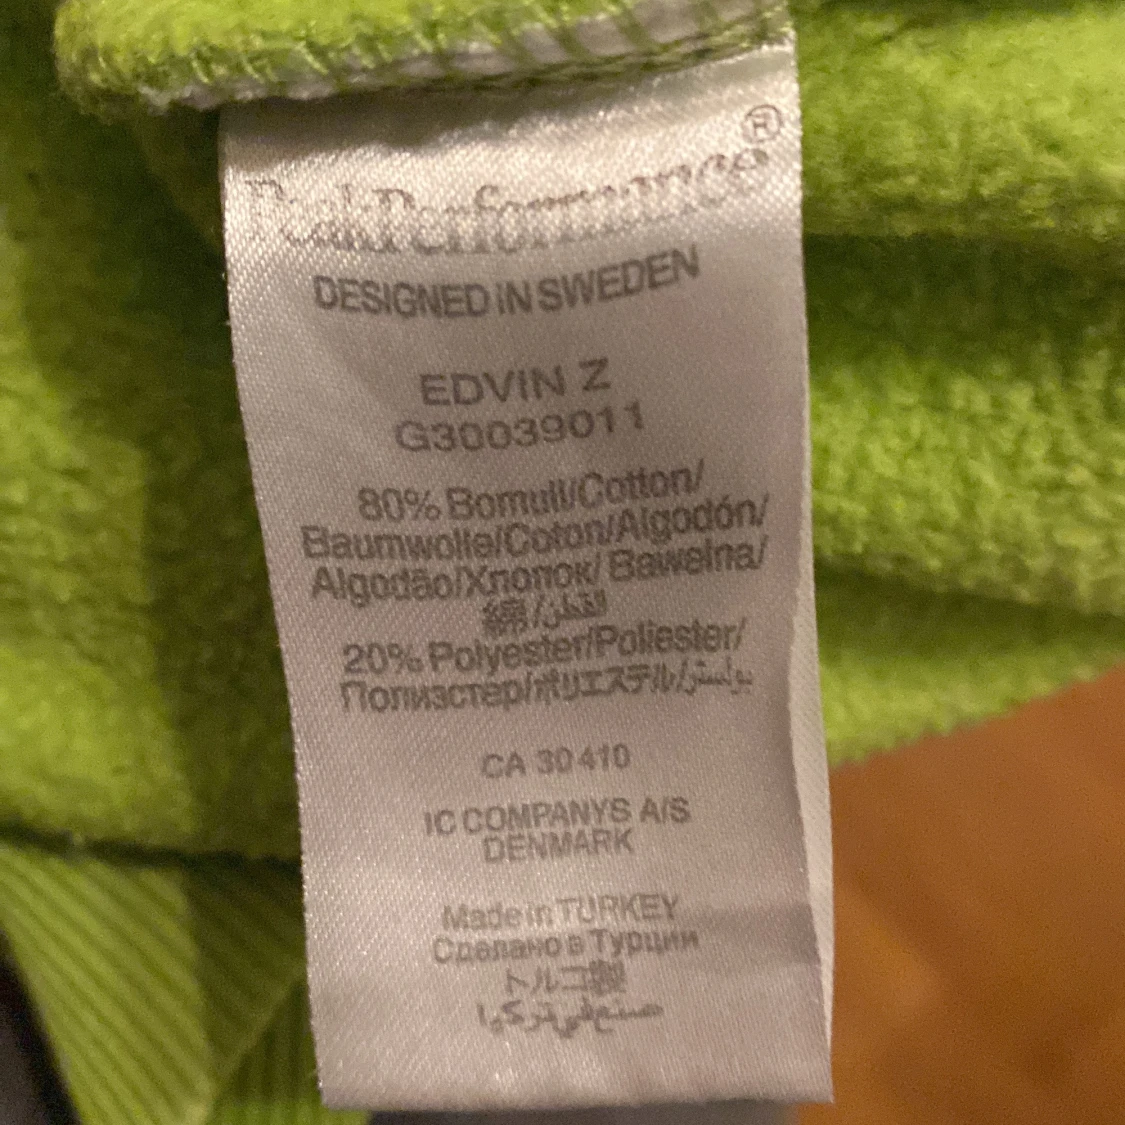 PeakPerformance®
DESIGNED IN SWEDEN
EDVIN Z
G30039011
80% Bomull/Cotton/
Baumwolle/Coton/Algodón/
Algodão/Хлопок/ Bawełna/
綿/القطن
20% Polyester/Poliester/
Полиэстер/ポリエステル/بوليستر
CA 30410
IC COMPANYS A/S
DENMARK
Made in TURKEY
Сделано в Турции
トルコ製
صنع في تركيا